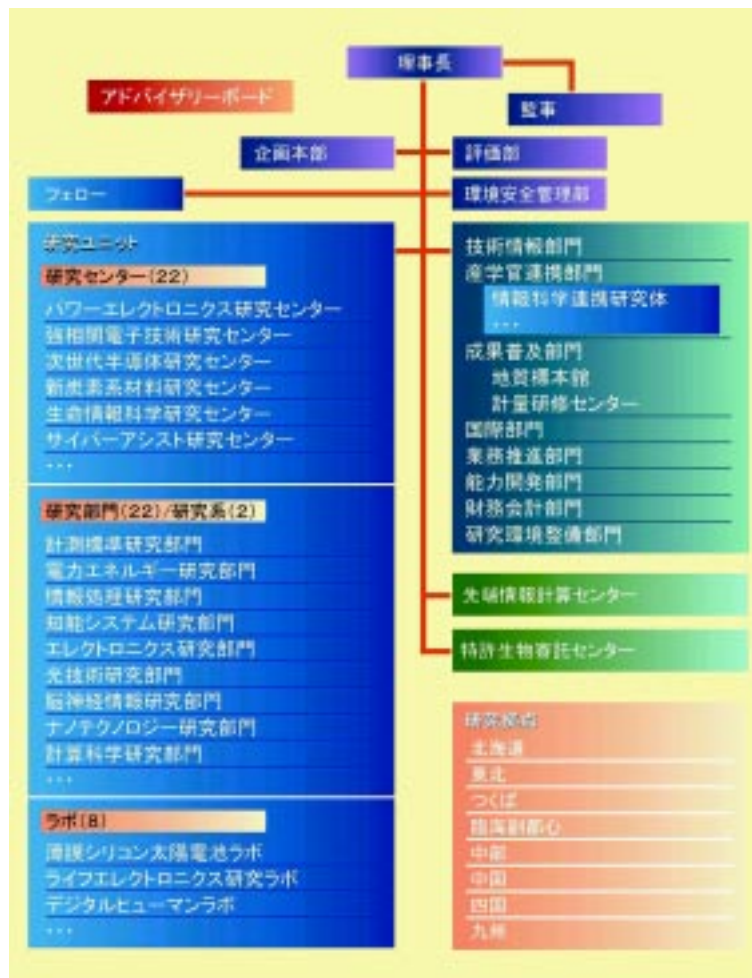 理事長
アドバイザリーボード
監事
企画本部
評価部
フェロー
環境安全管理部
研究ユニット
研究センター(22)
パワーエレクトロニクス研究センター
強相関電子技術研究センター
次世代半導体研究センター
新炭素系材料研究センター
生命情報科学研究センター
サイバーアシスト研究センター
・・・
研究部門(22)/研究系(2)
計測標準研究部門
電力エネルギー研究部門
情報処理研究部門
知能システム研究部門
エレクトロニクス研究部門
光技術研究部門
脳神経情報研究部門
ナノテクノロジー研究部門
計算科学研究部門
・・・
ラボ(8)
薄膜シリコン太陽電池ラボ
ライフエレクトロニクス研究ラボ
デジタルヒューマンラボ
・・・
技術情報部門
産学官連携部門
情報科学連携研究体
・・・
成果普及部門
地質標本館
計量研修センター
国際部門
業務推進部門
能力開発部門
財務会計部門
研究環境整備部門
先端情報計算センター
特許生物寄託センター
研究拠点
北海道
東北
つくば
臨海副都心
中部
中国
四国
九州